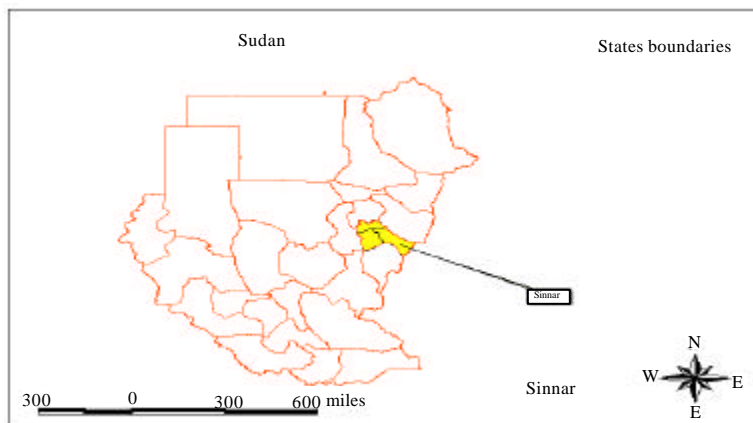 Sudan
States boundaries
Sinnar
Sinnar
N
W E
E
300 0 300 600 miles